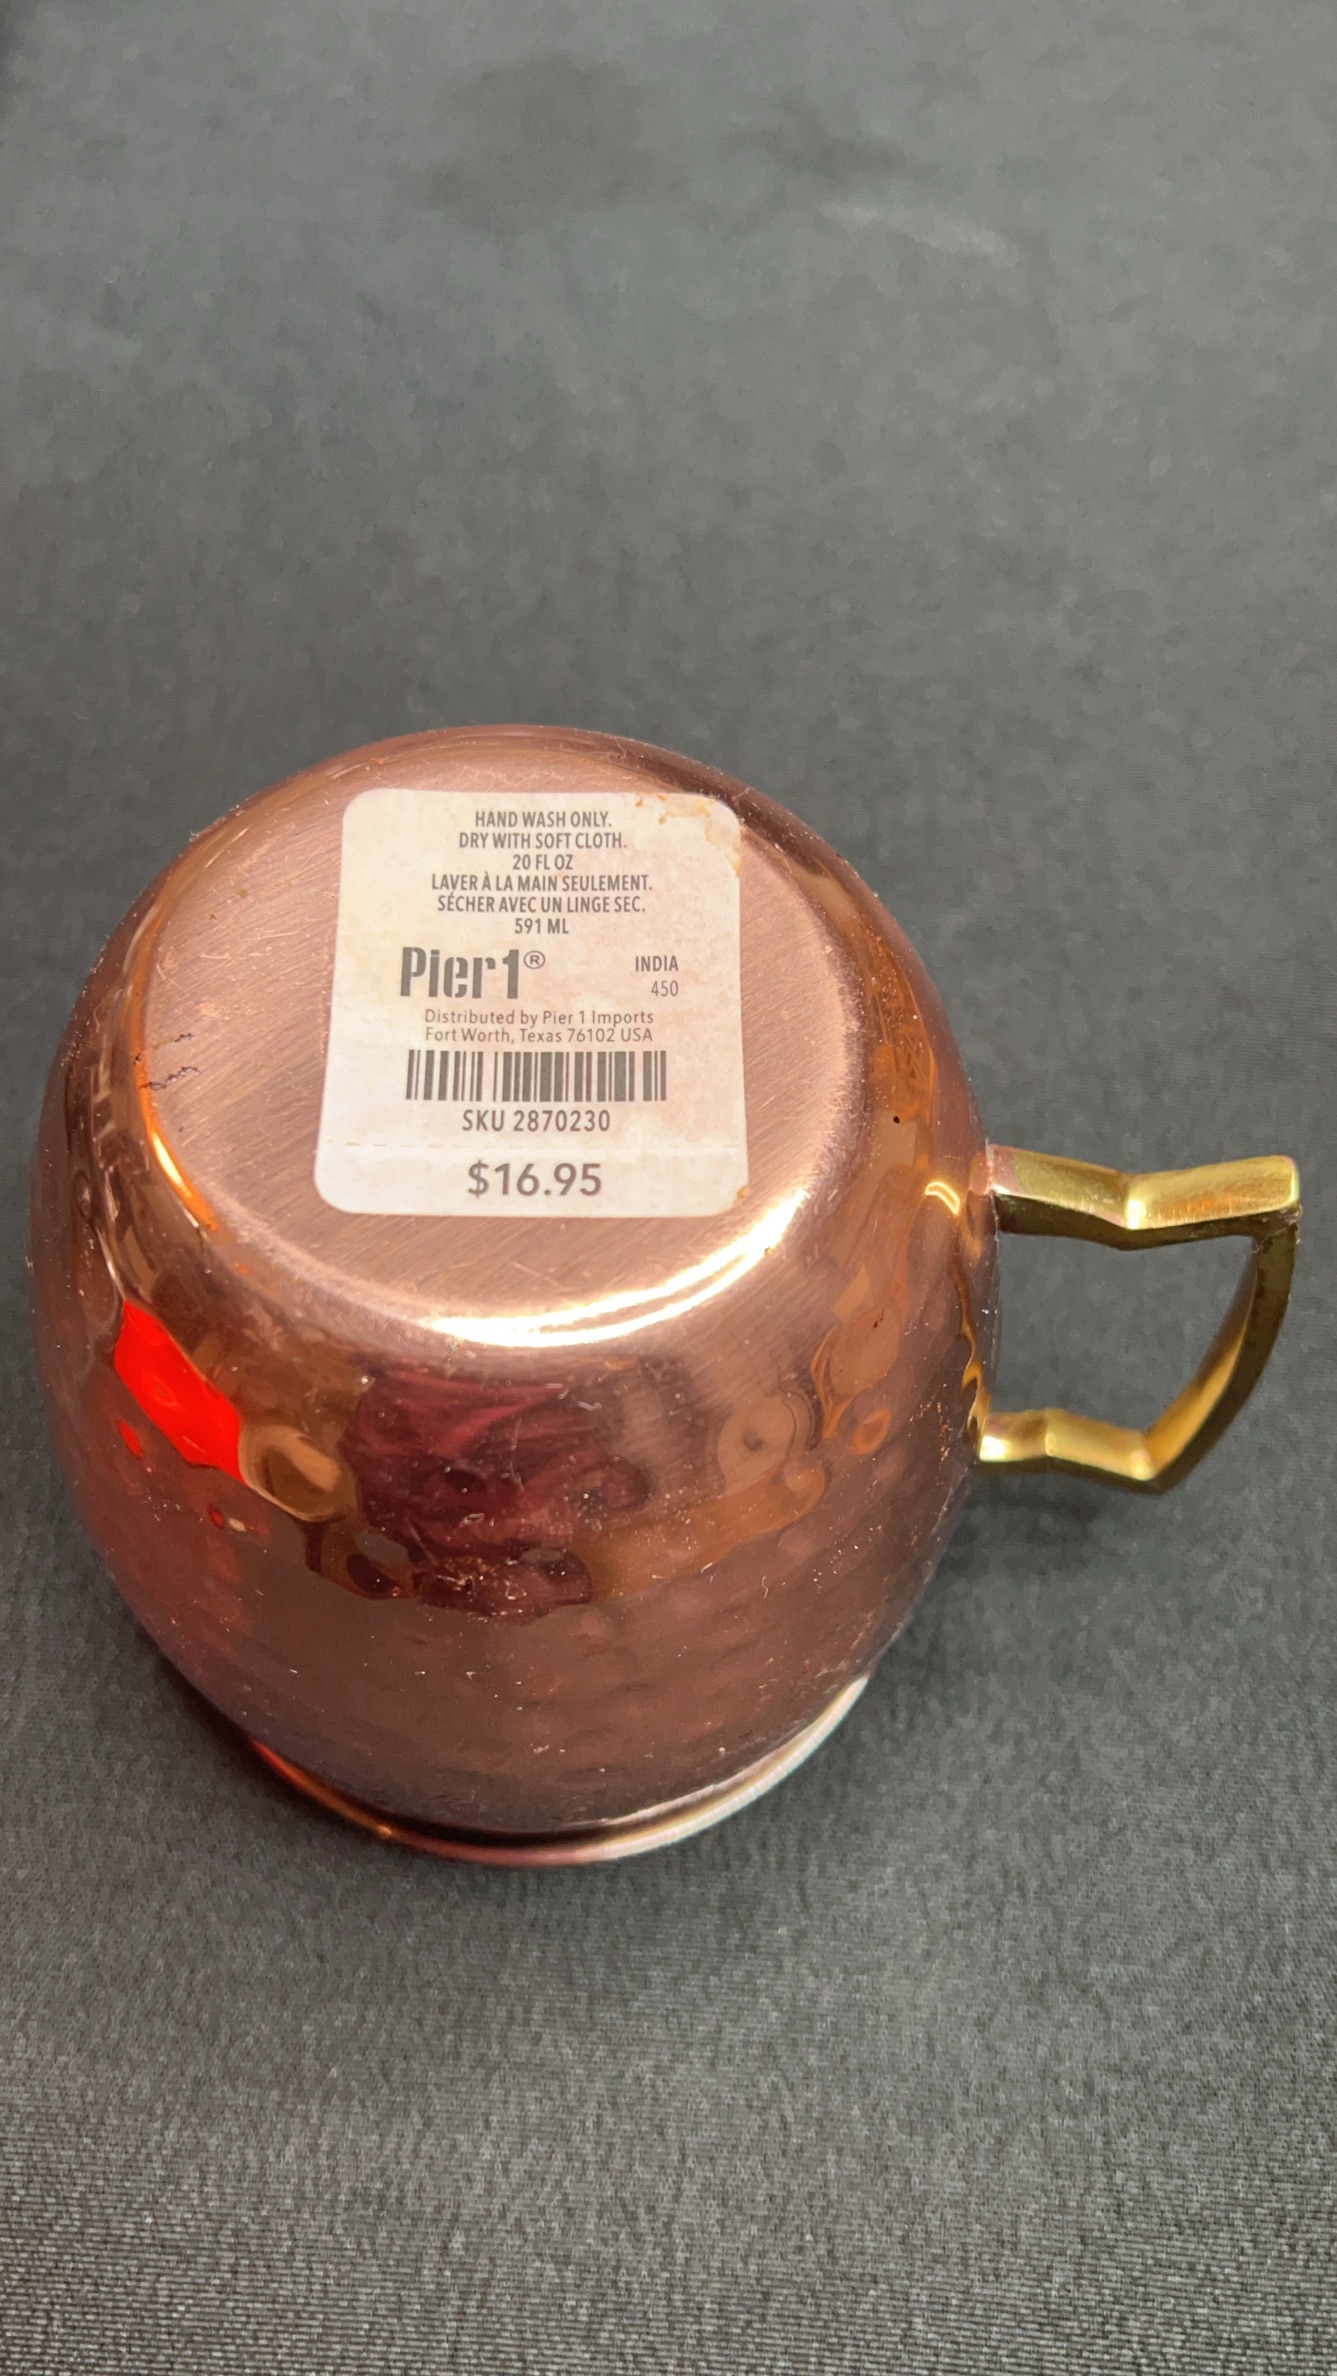 HAND WASH ONLY.
DRY WITH SOFT CLOTH.
20 FL OZ
LAVER À LA MAIN SEULEMENT.
SÉCHER AVEC UN LINGE SEC.
591 ML
Pier1® INDIA
450
Distributed by Pier 1 Imports
Fort Worth, Texas 76102 USA
SKU 2870230
$16.95